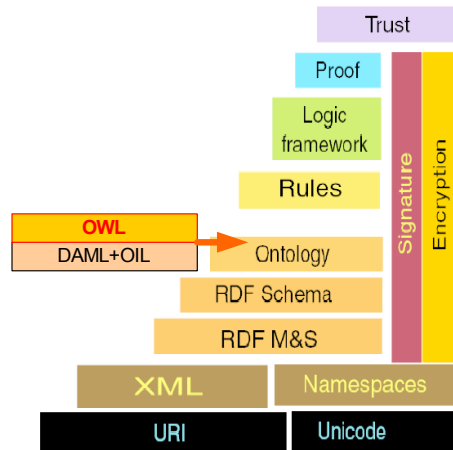 Trust
Proof
Logic
framework
Rules
Signature
Encryption
OWL
DAML+OIL
Ontology
RDF Schema
RDF M&S
XML
Namespaces
URI
Unicode